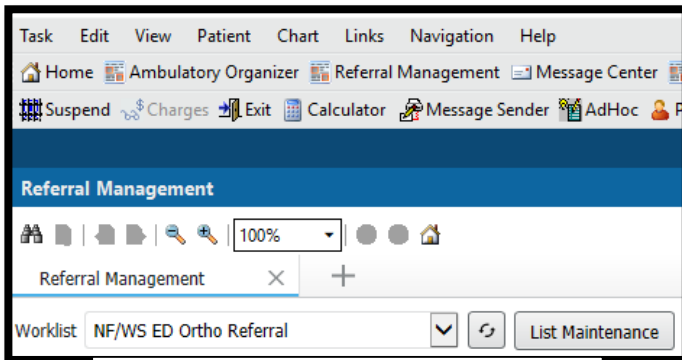 Task Edit View Patient Chart Links Navigation Help
Home Ambulatory Organizer Referral Management Message Center
Suspend Charges Exit Calculator Message Sender AdHoc P
Referral Management
100%
Referral Management
Worklist NF/WS ED Ortho Referral List Maintenance